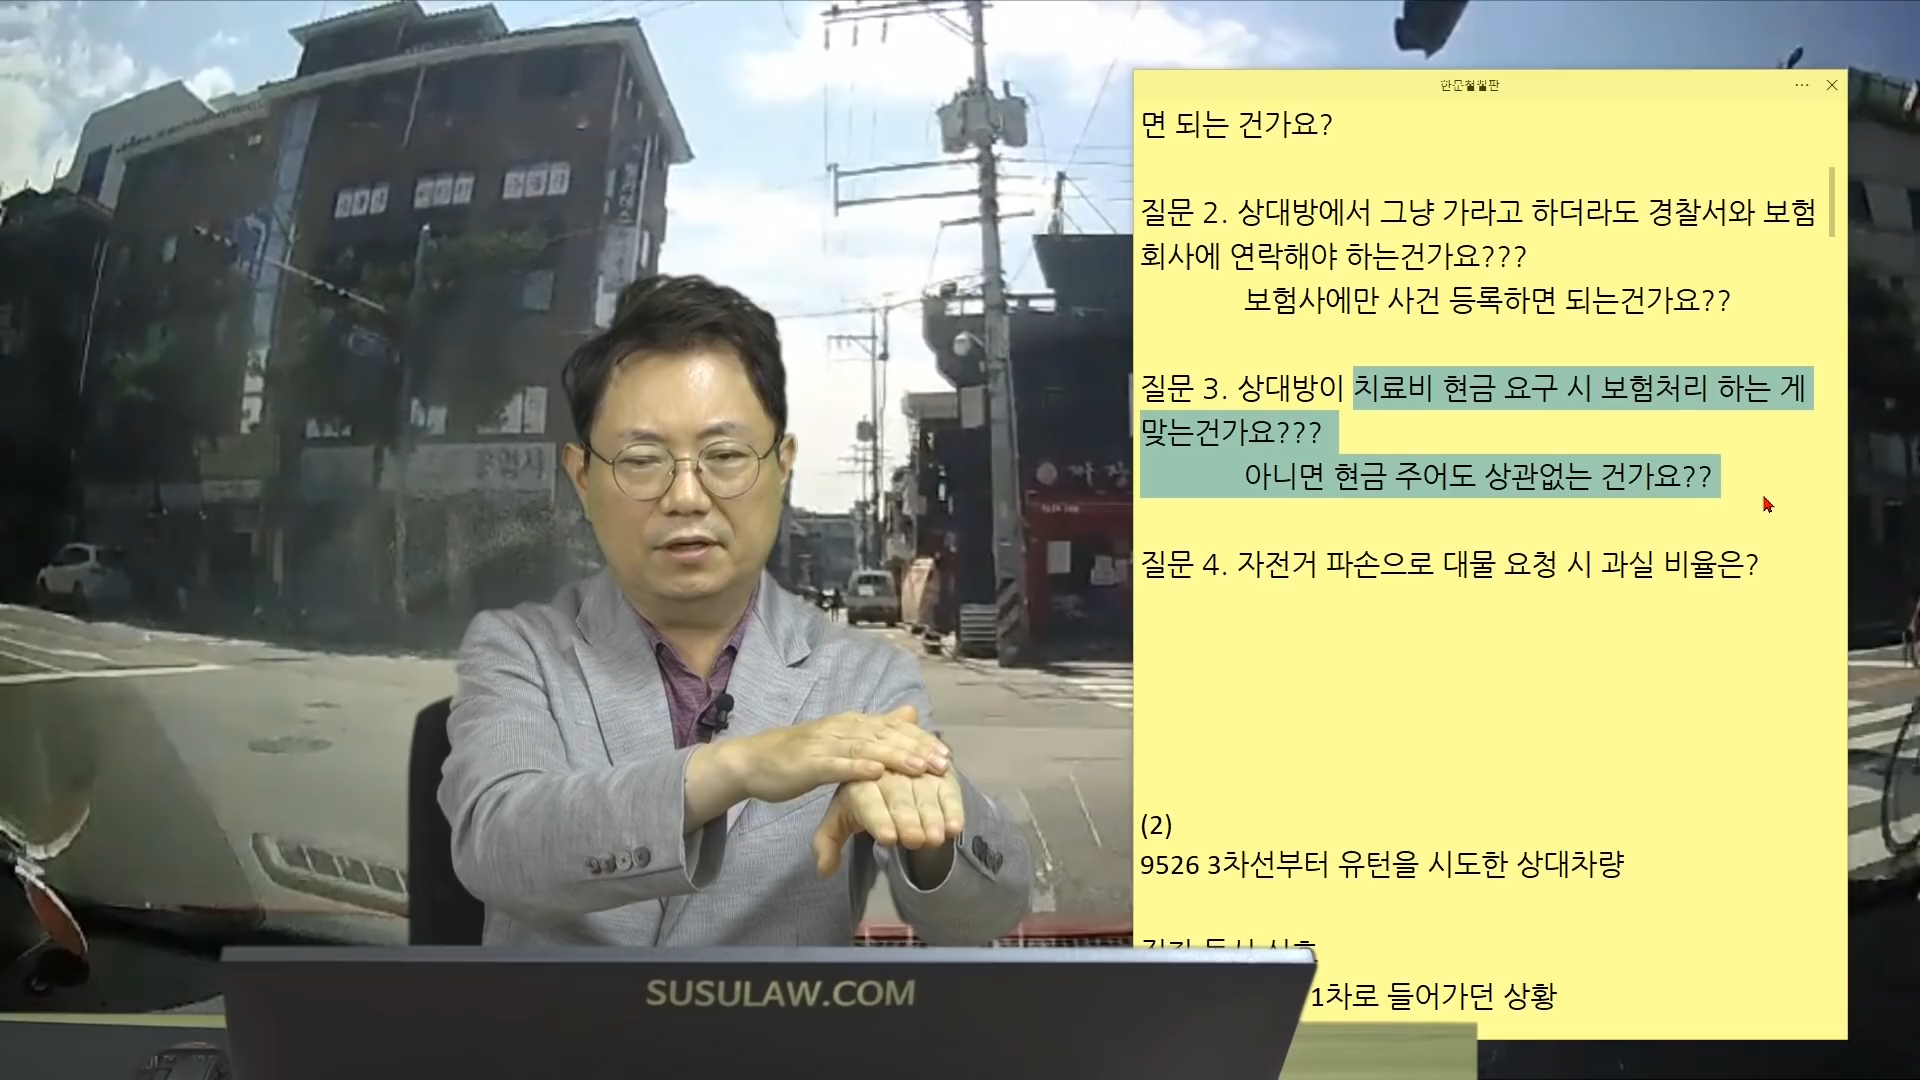 한문철칠판
면 되는 건가요?
질문 2. 상대방에서 그냥 가라고 하더라도 경찰서와 보험
회사에 연락해야 하는건가요???
보험사에만 사건 등록하면 되는건가요??
질문 3. 상대방이 치료비 현금 요구 시 보험처리 하는 게
맞는건가요???
아니면 현금 주어도 상관없는 건가요??
질문 4. 자전거 파손으로 대물 요청 시 과실 비율은?
(2)
9526 3차선부터 유턴을 시도한 상대차량
1차로 들어가던 상황
SUSULAW.COM